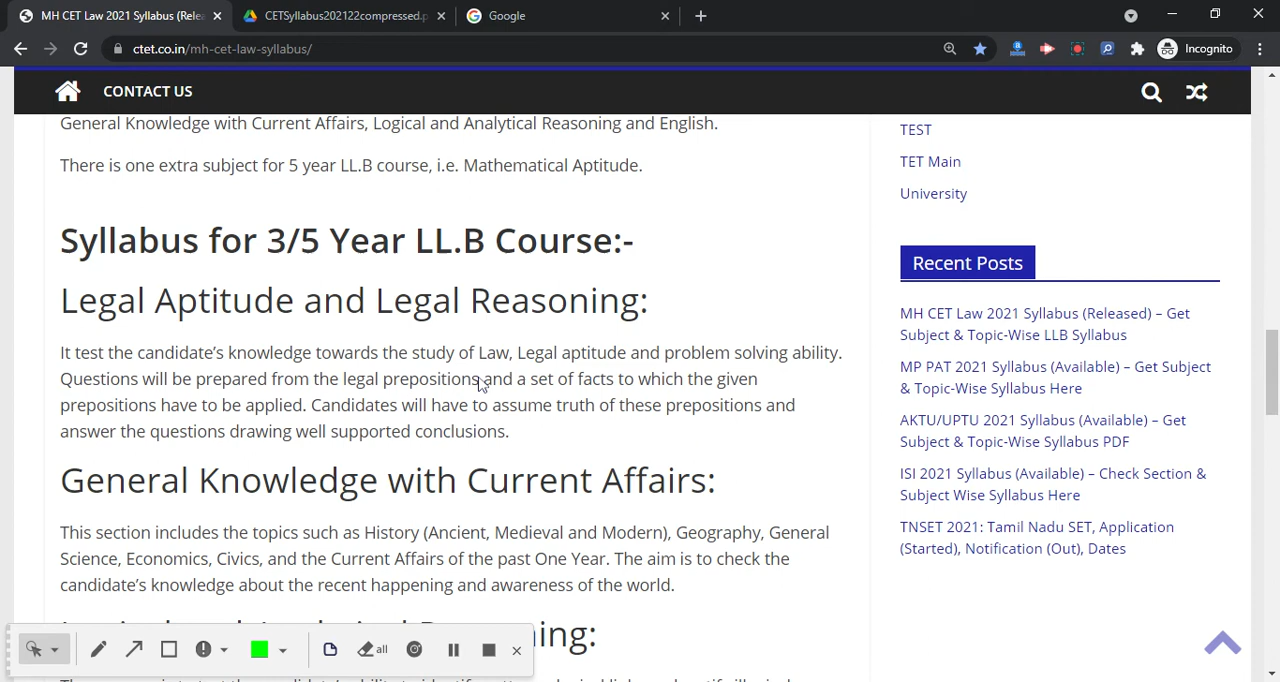 MH CET Law 2021 Syllabus (Rele
CETSyllabus202122compressed.p
Google
ctet.co.in/mh-cet-law-syllabus/
Incognito
CONTACT US
General Knowledge with Current Affairs, Logical and Analytical Reasoning and English.
There is one extra subject for 5 year LL.B course, i.e. Mathematical Aptitude.
Syllabus for 3/5 Year LL.B Course:-
Legal Aptitude and Legal Reasoning:
It test the candidate’s knowledge towards the study of Law, Legal aptitude and problem solving ability.
Questions will be prepared from the legal prepositions and a set of facts to which the given
prepositions have to be applied. Candidates will have to assume truth of these prepositions and
answer the questions drawing well supported conclusions.
General Knowledge with Current Affairs:
This section includes the topics such as History (Ancient, Medieval and Modern), Geography, General
Science, Economics, Civics, and the Current Affairs of the past One Year. The aim is to check the
candidate’s knowledge about the recent happening and awareness of the world.
ing:
all
TEST
TET Main
University
Recent Posts
MH CET Law 2021 Syllabus (Released) – Get
Subject & Topic-Wise LLB Syllabus
MP PAT 2021 Syllabus (Available) – Get Subject
& Topic-Wise Syllabus Here
AKTU/UPTU 2021 Syllabus (Available) – Get
Subject & Topic-Wise Syllabus PDF
ISI 2021 Syllabus (Available) – Check Section &
Subject Wise Syllabus Here
TNSET 2021: Tamil Nadu SET, Application
(Started), Notification (Out), Dates